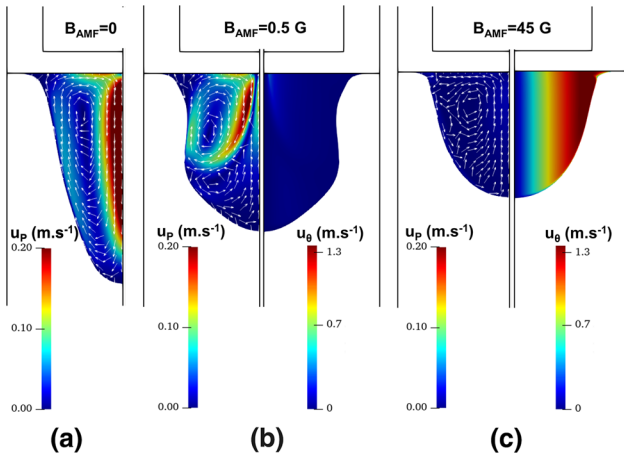 B_AMF=0
B_AMF=0.5 G
B_AMF=45 G
u_P (m.s⁻¹)
0.20
0.10
0.00
u_P (m.s⁻¹)
0.20
0.10
0.00
u_θ (m.s⁻¹)
1.3
0.7
0
u_P (m.s⁻¹)
0.20
0.10
0.00
u_θ (m.s⁻¹)
1.3
0.7
0
(a)
(b)
(c)